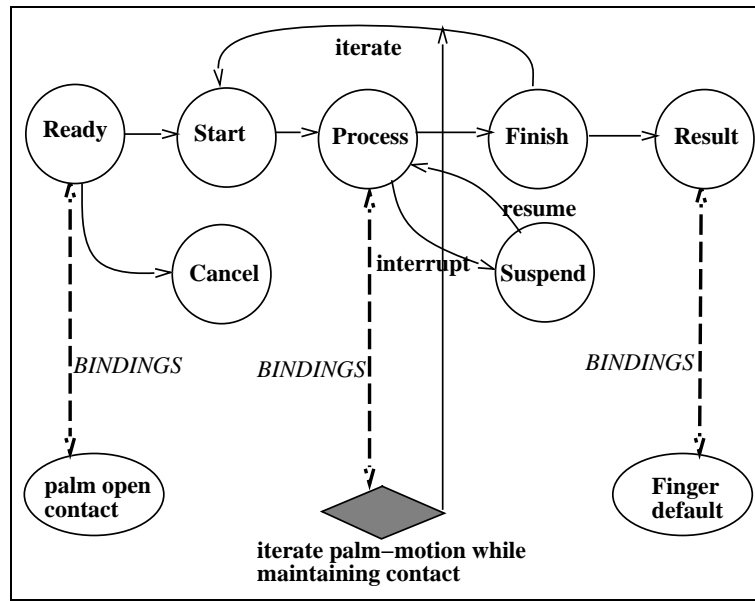 iterate
Ready
Start
Process
Finish
Result
resume
Cancel
interrupt
Suspend
BINDINGS
BINDINGS
BINDINGS
palm open
contact
Finger
default
iterate palm−motion while
maintaining contact